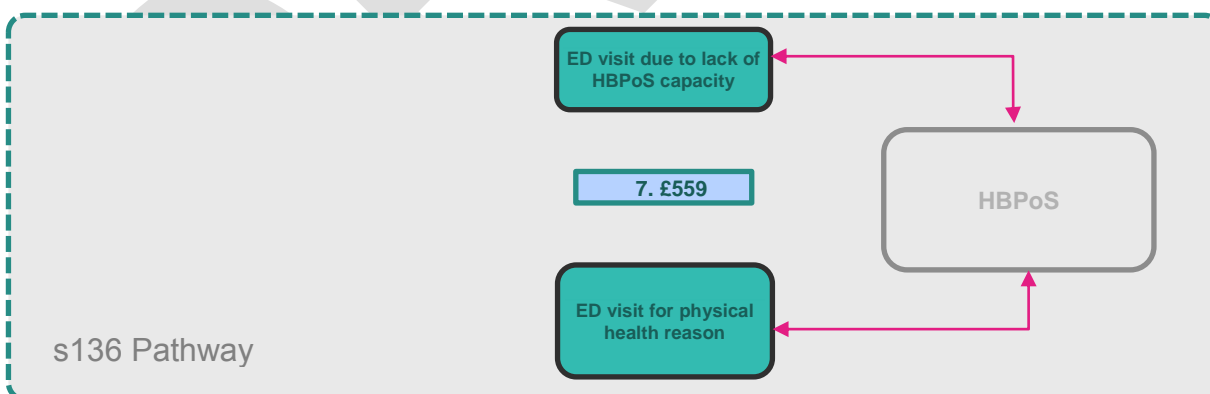 ED visit due to lack of
HBPoS capacity
7. £559
HBPoS
ED visit for physical
health reason
s136 Pathway